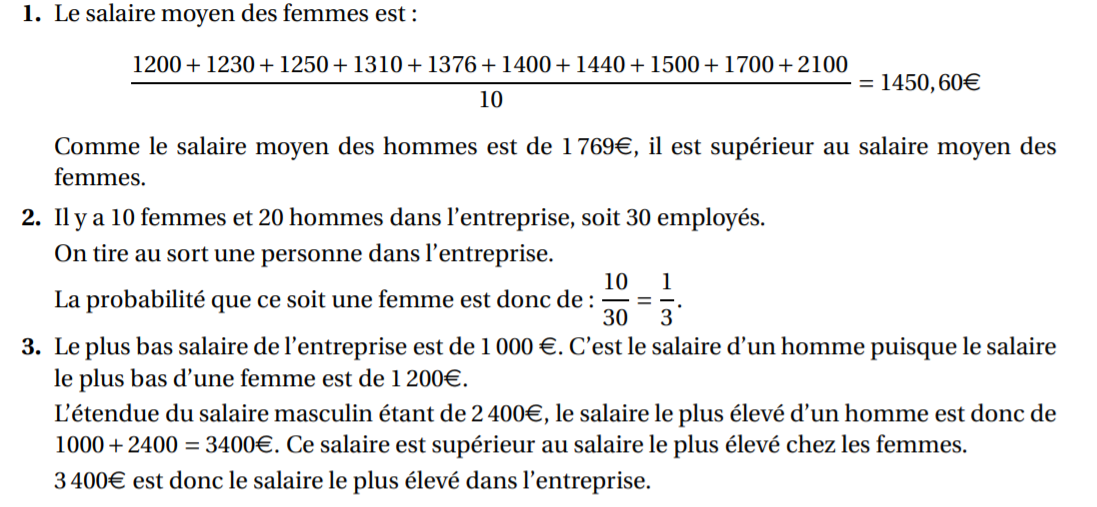 1. Le salaire moyen des femmes est :
1200 + 1230 + 1250 + 1310 + 1376 + 1400 + 1440 + 1500 + 1700 + 2100
10
= 1450,60€
Comme le salaire moyen des hommes est de 1 769€, il est supérieur au salaire moyen des
femmes.
2. Il y a 10 femmes et 20 hommes dans l'entreprise, soit 30 employés.
On tire au sort une personne dans l'entreprise.
La probabilité que ce soit une femme est donc de : 10/30 = 1/3.
3. Le plus bas salaire de l'entreprise est de 1 000 €. C'est le salaire d'un homme puisque le salaire
le plus bas d'une femme est de 1 200€.
L'étendue du salaire masculin étant de 2 400€, le salaire le plus élevé d'un homme est donc de
1000 + 2400 = 3400€. Ce salaire est supérieur au salaire le plus élevé chez les femmes.
3 400€ est donc le salaire le plus élevé dans l'entreprise.